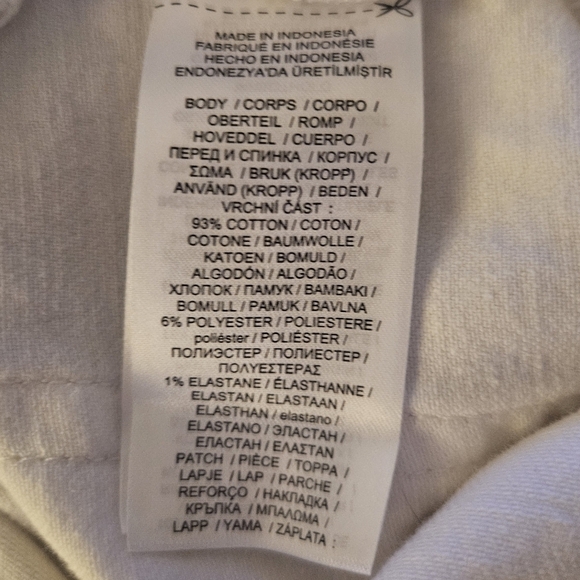 MADE IN INDONESIA
FABRIQUÉ EN INDONÉSIE
HECHO EN INDONESIA
ENDONEZYA'DA ÜRETİLMİŞTİR
BODY / CORPS / CORPO /
OBERTEIL / ROMP /
HOVEDDEL / CUERPO /
ПЕРЕД И СПИНКА / КОРПУС /
ΣΩΜΑ / BRUK (KROPP) /
ANVÄND (KROPP) / BEDEN /
VRCHNÍ ČÁST :
93% COTTON / COTON /
COTONE / BAUMWOLLE /
KATOEN / BOMULD /
ALGODÓN / ALGODÃO /
ХЛОПОК / ПАМУК / BAMBAKI /
BOMULL / PAMUK / BAVLNA
6% POLYESTER / POLIESTERE /
poliéster / POLIÉSTER /
ПОЛИЭСТЕР / ПОЛИЕСТЕР /
ΠΟΛΥΕΣΤΕΡΑΣ
1% ELASTANE / ÉLASTHANNE /
ELASTAN / ELASTAAN /
ELASTHAN / elastano /
ELASTANO / ЭЛАСТАН /
ЕЛАСТАН / ΕΛΑΣΤΑΝ
PATCH / PIÈCE / TOPPA /
LAPJE / LAP / PARCHE /
REFORÇO / НАКЛАДКА /
КРЪПКА / ΜΠΑΛΩΜΑ /
LAPP / YAMA / ZÁPLATA :